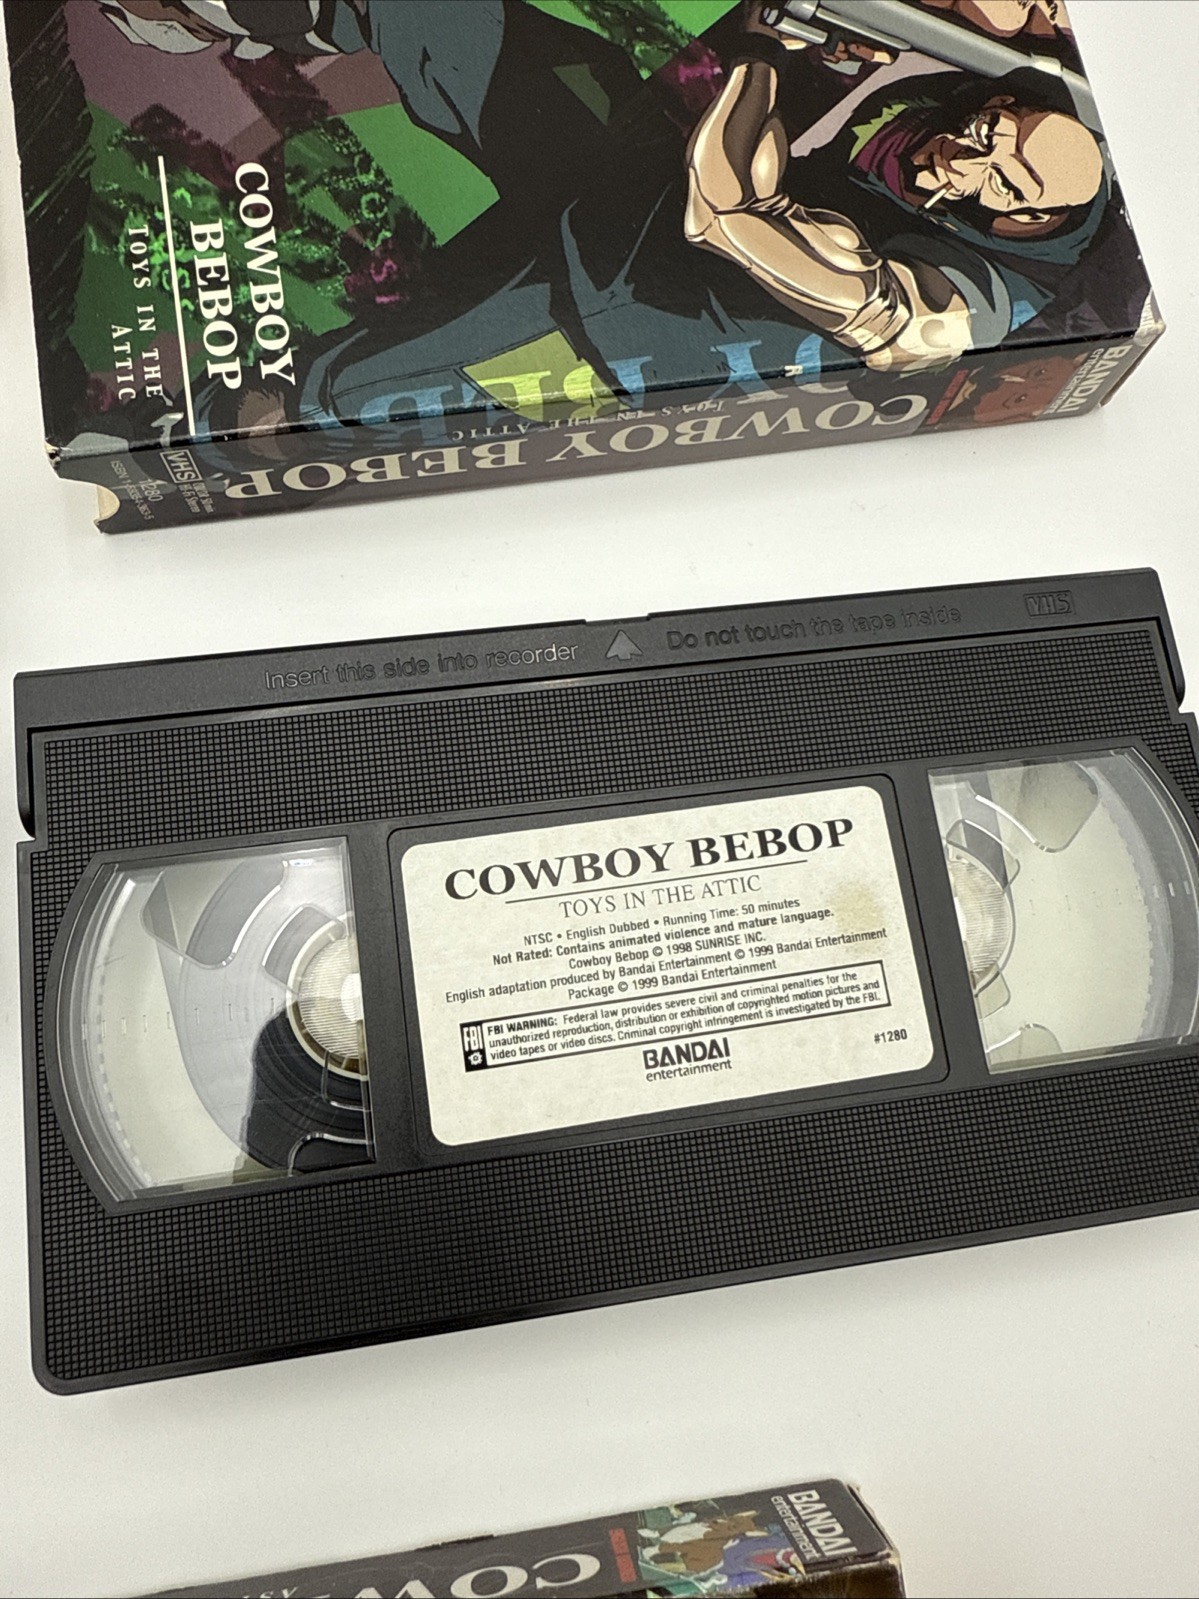 COWBOY
BEBOP
TOYS IN THE
ATTIC
COWBOY BEBOP
TOYS IN THE ATTIC
VHS
Hi-Fi Stereo
1280
BANDAI
entertainment
Insert this side into recorder
Do not touch the tape inside
VHS
COWBOY BEBOP
TOYS IN THE ATTIC
NTSC • English Dubbed • Running Time: 50 minutes
Not Rated: Contains animated violence and mature language.
Cowboy Bebop © 1998 SUNRISE INC.
English adaptation produced by Bandai Entertainment © 1999 Bandai Entertainment
Package © 1999 Bandai Entertainment
FBI
FBI WARNING: Federal law provides severe civil and criminal penalties for the
unauthorized reproduction, distribution or exhibition of copyrighted motion pictures and
video tapes or video discs. Criminal copyright infringement is investigated by the FBI.
BANDAI
entertainment
#1280
BANDAI
entertainment
COW